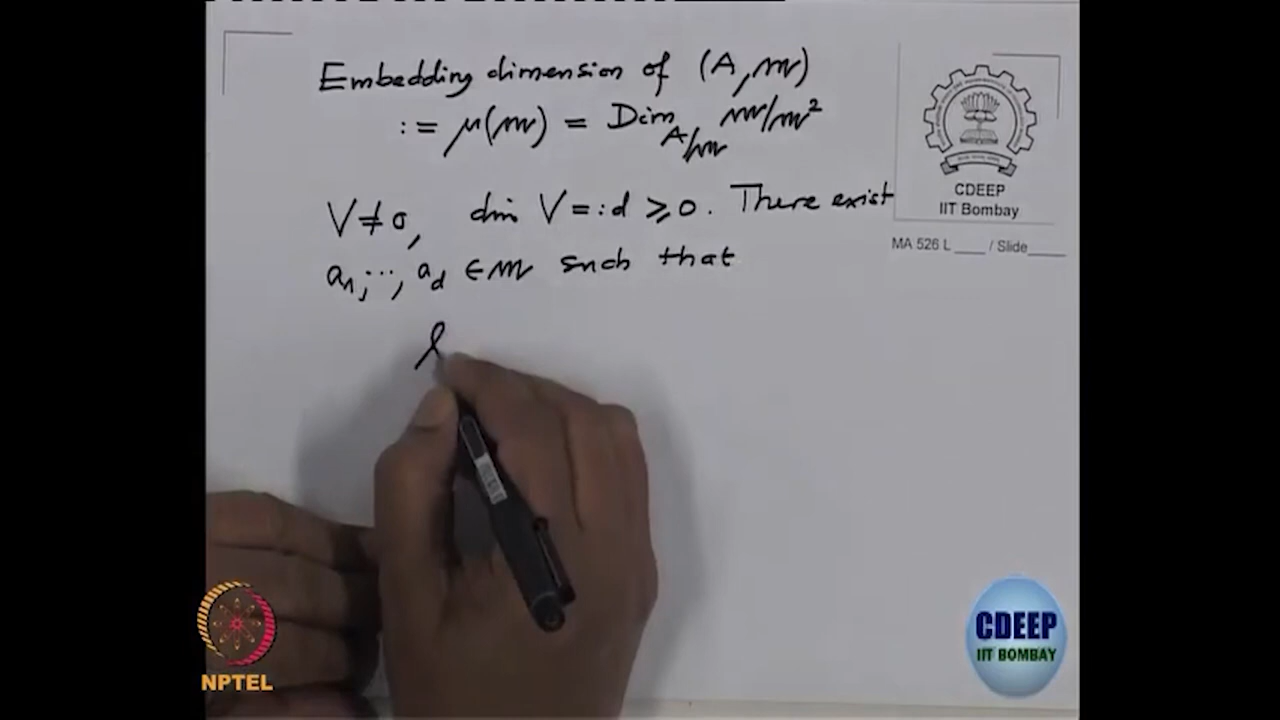 Embedding dimension of (A, m)
:= μ(m) = Dim_{A/m} m/m²
V ≠ 0, dim V =: d ⩾ 0. There exist
a₁, ..., a_d ∈ m such that
ℓ
CDEEP
IIT Bombay
MA 526 L ____ / Slide_____
NPTEL
CDEEP
IIT BOMBAY